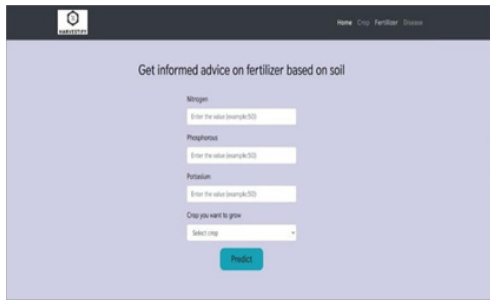 HARVESTIFY
Home Crop Fertilizer Disease
Get informed advice on fertilizer based on soil
Nitrogen
Enter the value (example:50)
Phosphorous
Enter the value (example:50)
Pottasium
Enter the value (example:50)
Crop you want to grow
Select crop
Predict